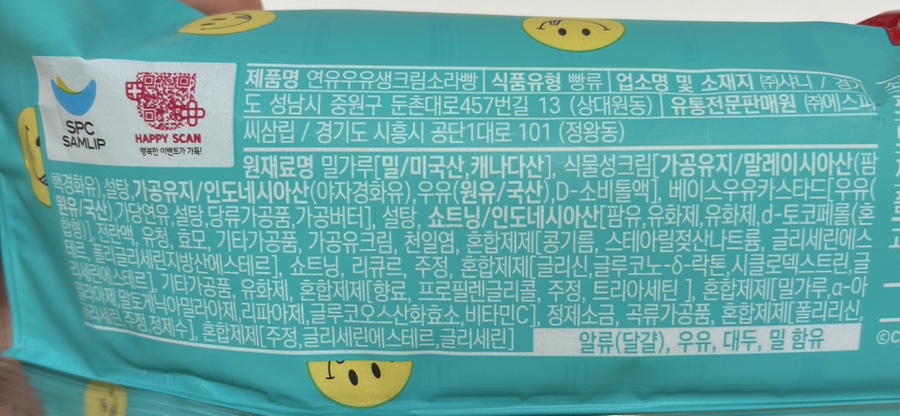 SPC
SAMLIP
HAPPY SCAN
행복한 이벤트가 가득!
제품명 연유우유생크림소라빵 식품유형 빵류 업소명 및 소재지 ㈜샤니 / 경기
도 성남시 중원구 둔촌대로457번길 13 (상대원동) 유통전문판매원 ㈜에스피
씨삼립 / 경기도 시흥시 공단1대로 101 (정왕동)
원재료명 밀가루[밀/미국산,캐나다산], 식물성크림[가공유지/말레이시아산(팜
핵경화유), 설탕,가공유지/인도네시아산(야자경화유),우유(원유/국산),D-소비톨액], 베이스우유카스타드[우유(
원유/국산),가당연유 설탕,당류가공품,가공버터], 설탕, 쇼트닝/인도네시아산[팜유,유화제,유화제,d-토코페롤(혼
합형)], 전란액, 유청, 효모, 기타가공품, 가공유크림, 천일염, 혼합제제[콩기름, 스테아릴젖산나트륨, 글리세린에스
테르, 폴리글리세린지방산에스테르], 쇼트닝, 리큐르, 주정, 혼합제제[글리신,글루코노-δ-락톤,시클로덱스트린,글
리세린에스테르], 기타가공품, 유화제, 혼합제제[향료, 프로필렌글리콜, 주정, 트리아세틴 ], 혼합제제[밀가루,α-아
밀라아제 말토게닉아밀라아제,리파아제,글루코오스산화효소,비타민C], 정제소금, 곡류가공품, 혼합제제[폴리리신,
글리세린 주정,정제수], 혼합제제[주정,글리세린에스테르,글리세린]
알류(달걀), 우유, 대두, 밀 함유